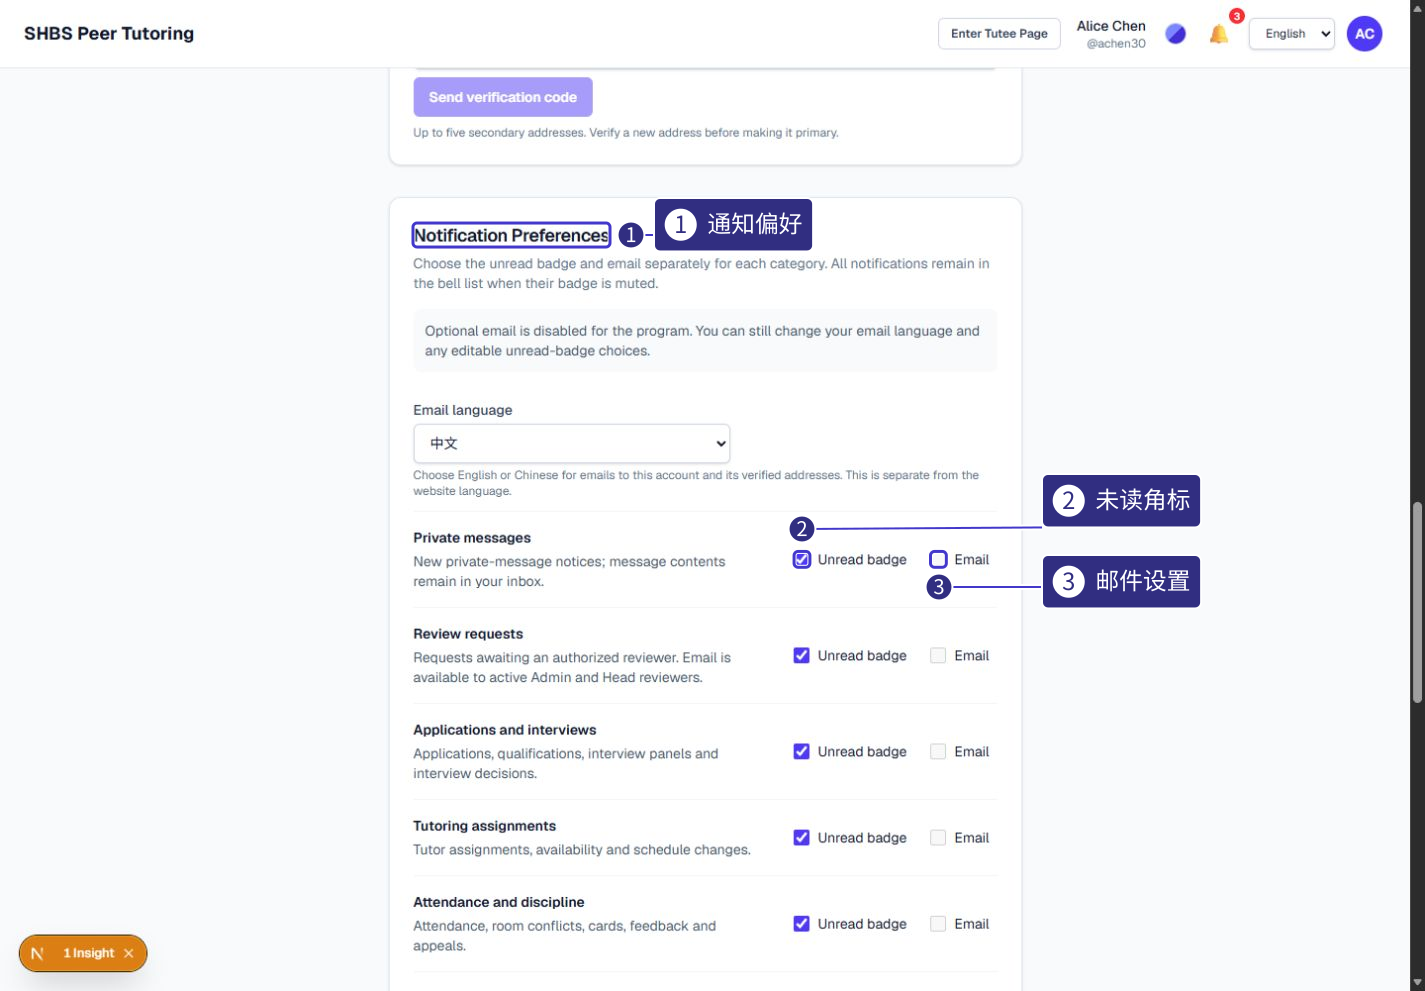 SHBS Peer Tutoring
Enter Tutee Page
Alice Chen
@achen30
3
English
AC
Send verification code
Up to five secondary addresses. Verify a new address before making it primary.
Notification Preferences
1
1 通知偏好
Choose the unread badge and email separately for each category. All notifications remain in
the bell list when their badge is muted.
Optional email is disabled for the program. You can still change your email language and
any editable unread-badge choices.
Email language
中文
Choose English or Chinese for emails to this account and its verified addresses. This is separate from the
website language.
2
2 未读角标
Private messages
New private-message notices; message contents
remain in your inbox.
Unread badge
Email
3
3 邮件设置
Review requests
Requests awaiting an authorized reviewer. Email is
available to active Admin and Head reviewers.
Unread badge
Email
Applications and interviews
Applications, qualifications, interview panels and
interview decisions.
Unread badge
Email
Tutoring assignments
Tutor assignments, availability and schedule changes.
Unread badge
Email
Attendance and discipline
Attendance, room conflicts, cards, feedback and
appeals.
Unread badge
Email
N 1 Insight ×